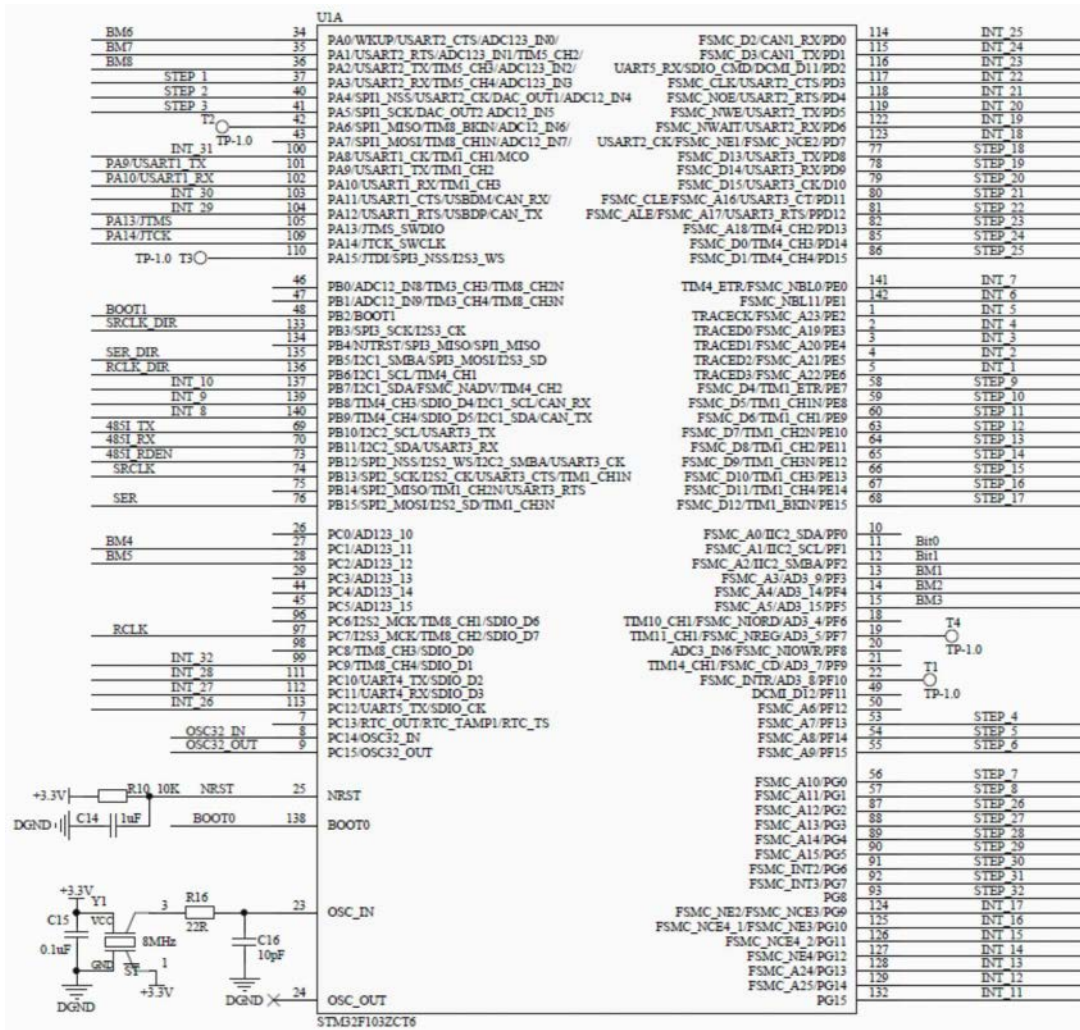 U1A
BM6 34 PA0/WKUP/USART2_CTS/ADC123_IN0/ FSMC_D2/CAN1_RX/PD0 114 INT_25
BM7 35 PA1/USART2_RTS/ADC123_IN1/TIM5_CH2/ FSMC_D3/CAN1_TX/PD1 115 INT_24
BM8 36 PA2/USART2_TX/TIM5_CH3/ADC123_IN2/ UART5_RX/SDIO_CMD/DCMI_D11/PD2 116 INT_23
STEP_1 37 PA3/USART2_RX/TIM5_CH4/ADC123_IN3 FSMC_CLK/USART2_CTS/PD3 117 INT_22
STEP_2 40 PA4/SPI1_NSS/USART2_CK/DAC_OUT1/ADC12_IN4 FSMC_NOE/USART2_RTS/PD4 118 INT_21
STEP_3 41 PA5/SPI1_SCK/DAC_OUT2 ADC12_IN5 FSMC_NWE/USART2_TX/PD5 119 INT_20
T2 TP-1.0 42 PA6/SPI1_MISO/TIM8_BKIN/ADC12_IN6/ FSMC_NWAIT/USART2_RX/PD6 122 INT_19
43 PA7/SPI1_MOSI/TIM8_CH1N/ADC12_IN7/ USART2_CK/FSMC_NE1/FSMC_NCE2/PD7 123 INT_18
INT_31 100 PA8/USART1_CK/TIM1_CH1/MCO FSMC_D13/USART3_TX/PD8 77 STEP_18
PA9/USART1_TX 101 PA9/USART1_TX/TIM1_CH2 FSMC_D14/USART3_RX/PD9 78 STEP_19
PA10/USART1_RX 102 PA10/USART1_RX/TIM1_CH3 FSMC_D15/USART3_CK/D10 79 STEP_20
INT_30 103 PA11/USART1_CTS/USBDM/CAN_RX/ FSMC_CLE/FSMC_A16/USART3_CT/PD11 80 STEP_21
INT_29 104 PA12/USART1_RTS/USBDP/CAN_TX FSMC_ALE/FSMC_A17/USART3_RTS/PPD12 81 STEP_22
PA13/JTMS 105 PA13/JTMS_SWDIO FSMC_A18/TIM4_CH2/PD13 82 STEP_23
PA14/JTCK 109 PA14/JTCK_SWCLK FSMC_D0/TIM4_CH3/PD14 85 STEP_24
TP-1.0 T3 110 PA15/JTDI/SPI3_NSS/I2S3_WS FSMC_D1/TIM4_CH4/PD15 86 STEP_25
46 PB0/ADC12_IN8/TIM3_CH3/TIM8_CH2N TIM4_ETR/FSMC_NBL0/PE0 141 INT_7
47 PB1/ADC12_IN9/TIM3_CH4/TIM8_CH3N FSMC_NBL11/PE1 142 INT_6
BOOT1 48 PB2/BOOT1 TRACECK/FSMC_A23/PE2 1 INT_5
SRCLK_DIR 133 PB3/SPI3_SCK/I2S3_CK TRACED0/FSMC_A19/PE3 2 INT_4
134 PB4/NJTRST/SPI3_MISO/SPI1_MISO TRACED1/FSMC_A20/PE4 3 INT_3
SER_DIR 135 PB5/I2C1_SMBA/SPI3_MOSI/I2S3_SD TRACED2/FSMC_A21/PE5 4 INT_2
RCLK_DIR 136 PB6/I2C1_SCL/TIM4_CH1 TRACED3/FSMC_A22/PE6 5 INT_1
INT_10 137 PB7/I2C1_SDA/FSMC_NADV/TIM4_CH2 FSMC_D4/TIM1_ETR/PE7 58 STEP_9
INT_9 139 PB8/TIM4_CH3/SDIO_D4/I2C1_SCL/CAN_RX FSMC_D5/TIM1_CH1N/PE8 59 STEP_10
INT_8 140 PB9/TIM4_CH4/SDIO_D5/I2C1_SDA/CAN_TX FSMC_D6/TIM1_CH1/PE9 60 STEP_11
485I_TX 69 PB10/I2C2_SCL/USART3_TX FSMC_D7/TIM1_CH2N/PE10 63 STEP_12
485I_RX 70 PB11/I2C2_SDA/USART3_RX FSMC_D8/TIM1_CH2/PE11 64 STEP_13
485I_RDEN 73 PB12/SPI2_NSS/I2S2_WS/I2C2_SMBA/USART3_CK FSMC_D9/TIM1_CH3N/PE12 65 STEP_14
SRCLK 74 PB13/SPI2_SCK/I2S2_CK/USART3_CTS/TIM1_CH1N FSMC_D10/TIM1_CH3/PE13 66 STEP_15
75 PB14/SPI2_MISO/TIM1_CH2N/USART3_RTS FSMC_D11/TIM1_CH4/PE14 67 STEP_16
SER 76 PB15/SPI2_MOSI/I2S2_SD/TIM1_CH3N FSMC_D12/TIM1_BKIN/PE15 68 STEP_17
26 PC0/AD123_10 FSMC_A0/IIC2_SDA/PF0 10
BM4 27 PC1/AD123_11 FSMC_A1/IIC2_SCL/PF1 11 Bit0
BM5 28 PC2/AD123_12 FSMC_A2/IIC2_SMBA/PF2 12 Bit1
29 PC3/AD123_13 FSMC_A3/AD3_9/PF3 13 BM1
44 PC4/AD123_14 FSMC_A4/AD3_14/PF4 14 BM2
45 PC5/AD123_15 FSMC_A5/AD3_15/PF5 15 BM3
96 PC6/I2S2_MCK/TIM8_CH1/SDIO_D6 TIM10_CH1/FSMC_NIORD/AD3_4/PF6 18
RCLK 97 PC7/I2S3_MCK/TIM8_CH2/SDIO_D7 TIM11_CH1/FSMC_NREG/AD3_5/PF7 19 T4 TP-1.0
98 PC8/TIM8_CH3/SDIO_D0 ADC3_IN6/FSMC_NIOWR/PF8 20
INT_32 99 PC9/TIM8_CH4/SDIO_D1 TIM14_CH1/FSMC_CD/AD3_7/PF9 21
INT_28 111 PC10/UART4_TX/SDIO_D2 FSMC_INTR/AD3_8/PF10 22 T1 TP-1.0
INT_27 112 PC11/UART4_RX/SDIO_D3 DCMI_D12/PF11 49
INT_26 113 PC12/UART5_TX/SDIO_CK FSMC_A6/PF12 50
7 PC13/RTC_OUT/RTC_TAMP1/RTC_TS FSMC_A7/PF13 53 STEP_4
OSC32_IN 8 PC14/OSC32_IN FSMC_A8/PF14 54 STEP_5
OSC32_OUT 9 PC15/OSC32_OUT FSMC_A9/PF15 55 STEP_6
+3.3V R10 10K NRST 25 NRST
DGND C14 1uF BOOT0 138 BOOT0
FSMC_A10/PG0 56 STEP_7
FSMC_A11/PG1 57 STEP_8
FSMC_A12/PG2 87 STEP_26
FSMC_A13/PG3 88 STEP_27
FSMC_A14/PG4 89 STEP_28
FSMC_A15/PG5 90 STEP_29
FSMC_INT2/PG6 91 STEP_30
FSMC_INT3/PG7 92 STEP_31
PG8 93 STEP_32
FSMC_NE2/FSMC_NCE3/PG9 124 INT_17
FSMC_NCE4_1/FSMC_NE3/PG10 125 INT_16
FSMC_NCE4_2/PG11 126 INT_15
FSMC_NE4/PG12 127 INT_14
FSMC_A24/PG13 128 INT_13
FSMC_A25/PG14 129 INT_12
PG15 132 INT_11
+3.3V Y1 R16
C15 VCC 3 22R 23 OSC_IN
0.1uF 8MHz C16
10pF
GND ST 1
+3.3V
DGND DGND 24 OSC_OUT
STM32F103ZCT6